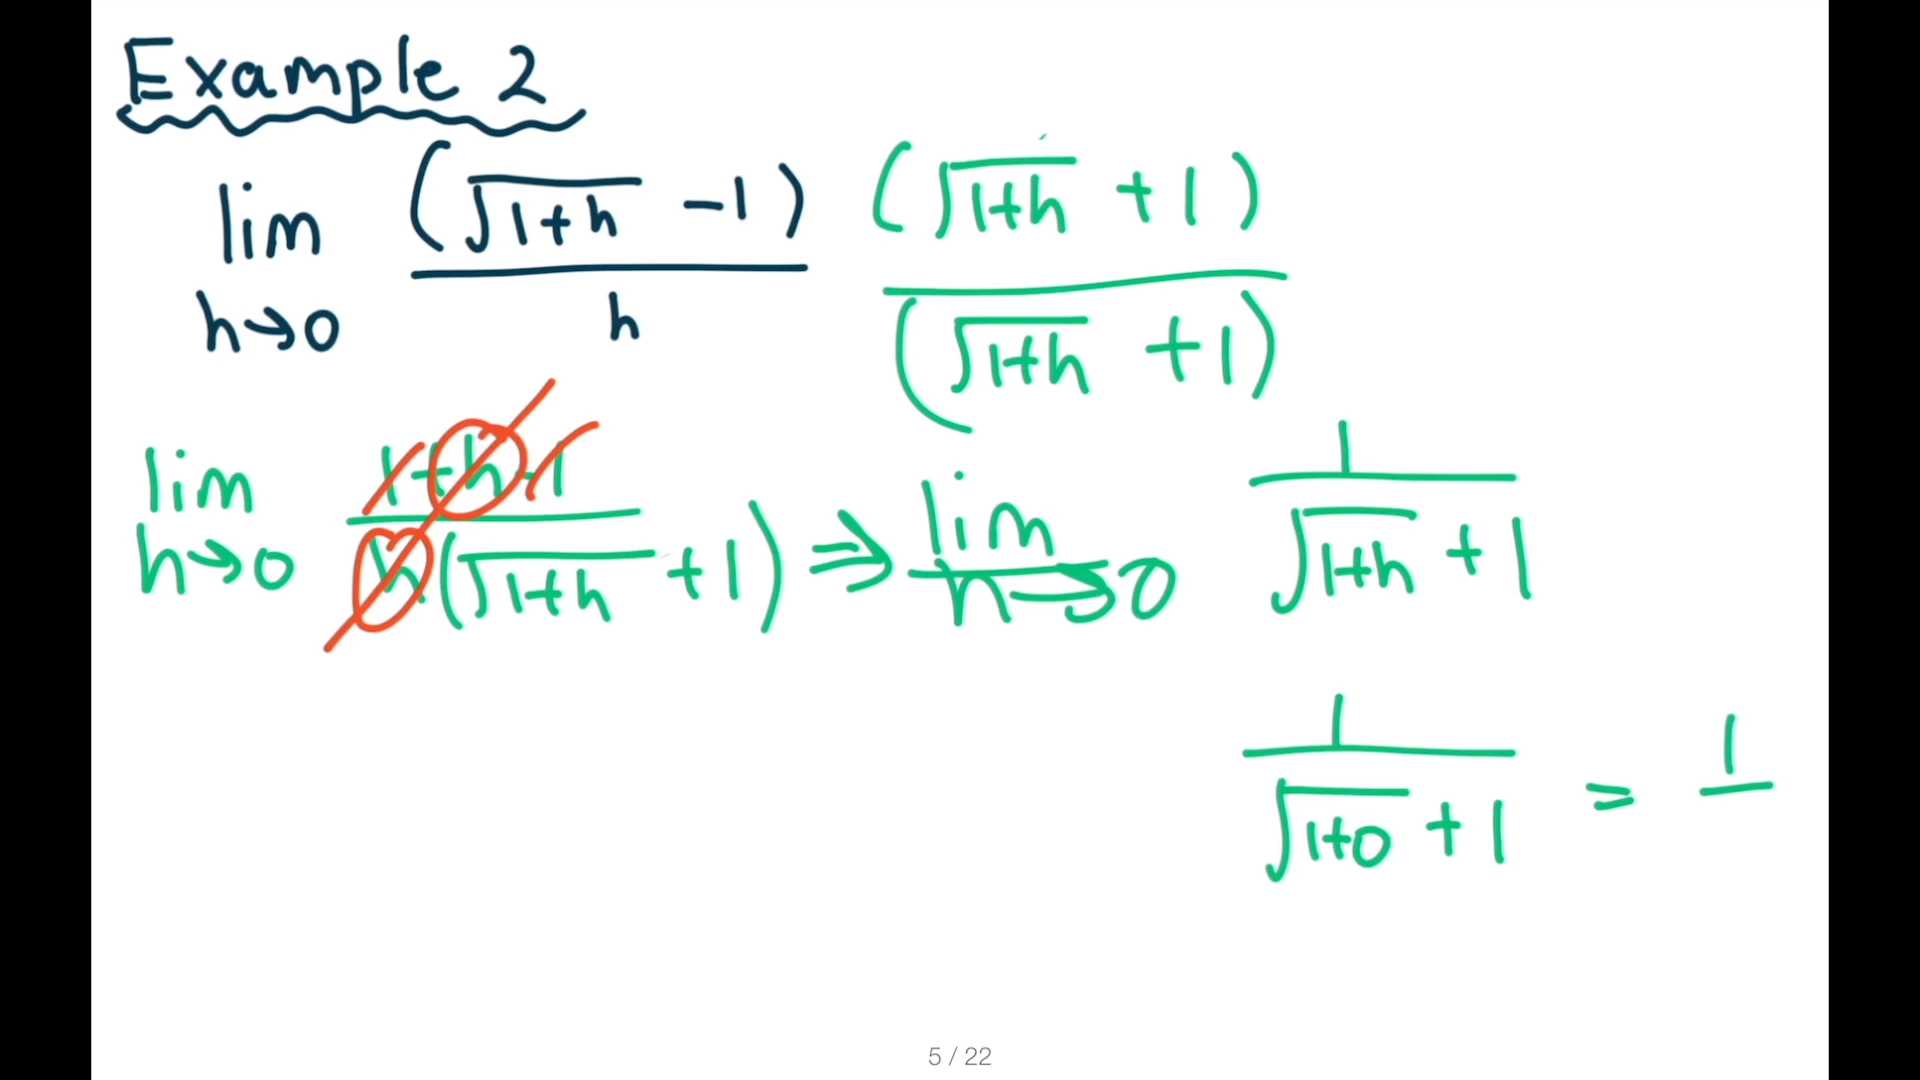 Example 2
lim h→0 (√(1+h) -1)/h (√(1+h) +1)/(√(1+h) +1)
lim h→0 (1+h-1)/(h(√(1+h) +1)) ⇒ lim h→0 1/(√(1+h) +1)
1/(√(1+0) +1) = 1/
5 / 22